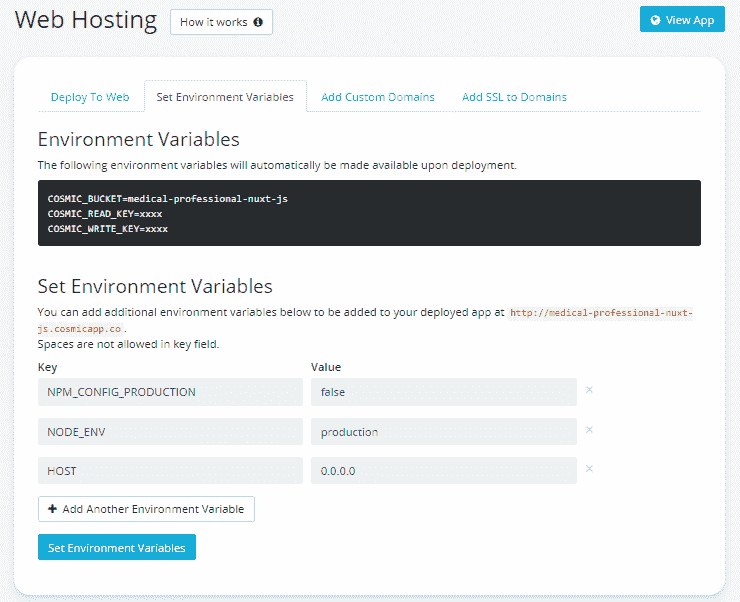 Web Hosting
How it works
View App
Deploy To Web
Set Environment Variables
Add Custom Domains
Add SSL to Domains
Environment Variables
The following environment variables will automatically be made available upon deployment.
COSMIC_BUCKET=medical-professional-nuxt-js
COSMIC_READ_KEY=xxxx
COSMIC_WRITE_KEY=xxxx
Set Environment Variables
You can add additional environment variables below to be added to your deployed app at http://medical-professional-nuxt-
js.cosmicapp.co.
Spaces are not allowed in key field.
Key Value
NPM_CONFIG_PRODUCTION false ×
NODE_ENV production ×
HOST 0.0.0.0 ×
+ Add Another Environment Variable
Set Environment Variables